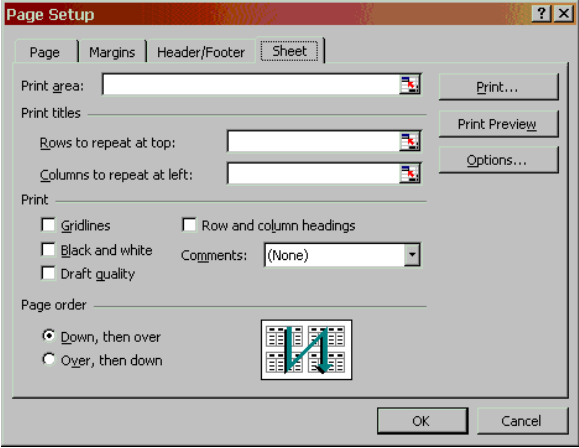 Page Setup
Page Margins Header/Footer Sheet
Print area:
Print...
Print titles
Print Preview
Rows to repeat at top:
Options...
Columns to repeat at left:
Print
Gridlines Row and column headings
Black and white Comments: (None)
Draft quality
Page order
Down, then over
Over, then down
OK Cancel